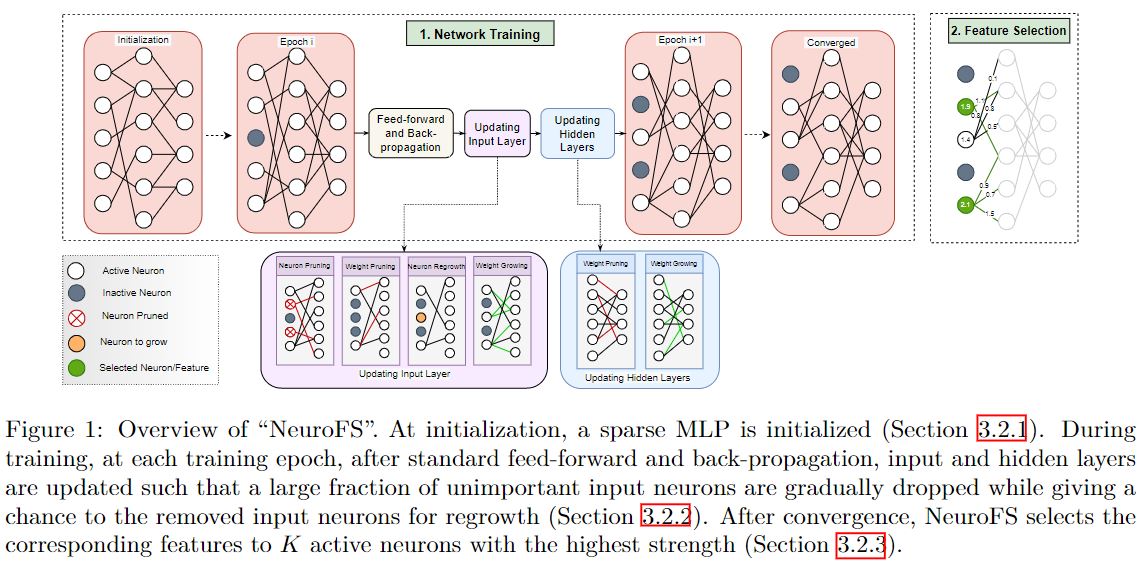 1. Network Training
2. Feature Selection
Initialization
Epoch i
Epoch i+1
Converged
Feed-forward
and Back-
propagation
Updating
Input Layer
Updating
Hidden
Layers
0.1
1.9
0.8
0.5
1.4
0.9
2.1
0.7
1.5
Active Neuron
Inactive Neuron
Neuron Pruned
Neuron to grow
Selected Neuron/Feature
Neuron Pruning
Weight Pruning
Neuron Regrowth
Weight Growing
Updating Input Layer
Weight Pruning
Weight Growing
Updating Hidden Layers
Figure 1: Overview of “NeuroFS”. At initialization, a sparse MLP is initialized (Section 3.2.1). During
training, at each training epoch, after standard feed-forward and back-propagation, input and hidden layers
are updated such that a large fraction of unimportant input neurons are gradually dropped while giving a
chance to the removed input neurons for regrowth (Section 3.2.2). After convergence, NeuroFS selects the
corresponding features to K active neurons with the highest strength (Section 3.2.3).